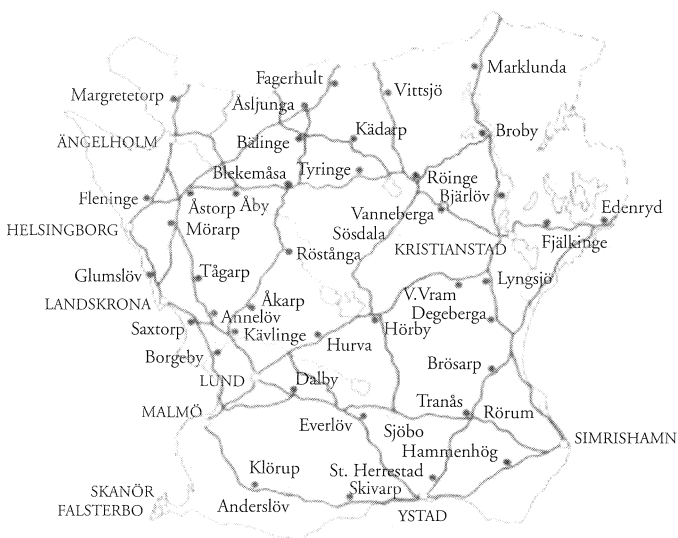 Marklunda
Fagerhult
Vittsjö
Margretetorp
Åsljunga
Kädarp
Broby
ÄNGELHOLM
Bälinge
Blekemåsa
Tyringe
Röinge
Bjärlöv
Fleninge
Åstorp
Åby
Vanneberga
Edenryd
HELSINGBORG
Mörarp
Sösdala
KRISTIANSTAD
Fjälkinge
Röstånga
Glumslöv
Tågarp
Lyngsjö
LANDSKRONA
Åkarp
V.Vram
Annelöv
Degeberga
Saxtorp
Kävlinge
Hörby
Hurva
Borgeby
Brösarp
LUND
Dalby
MALMÖ
Tranås
Rörum
Everlöv
Sjöbo
SIMRISHAMN
Hammenhög
Klörup
St. Herrestad
Skivarp
SKANÖR
FALSTERBO
Anderslöv
YSTAD